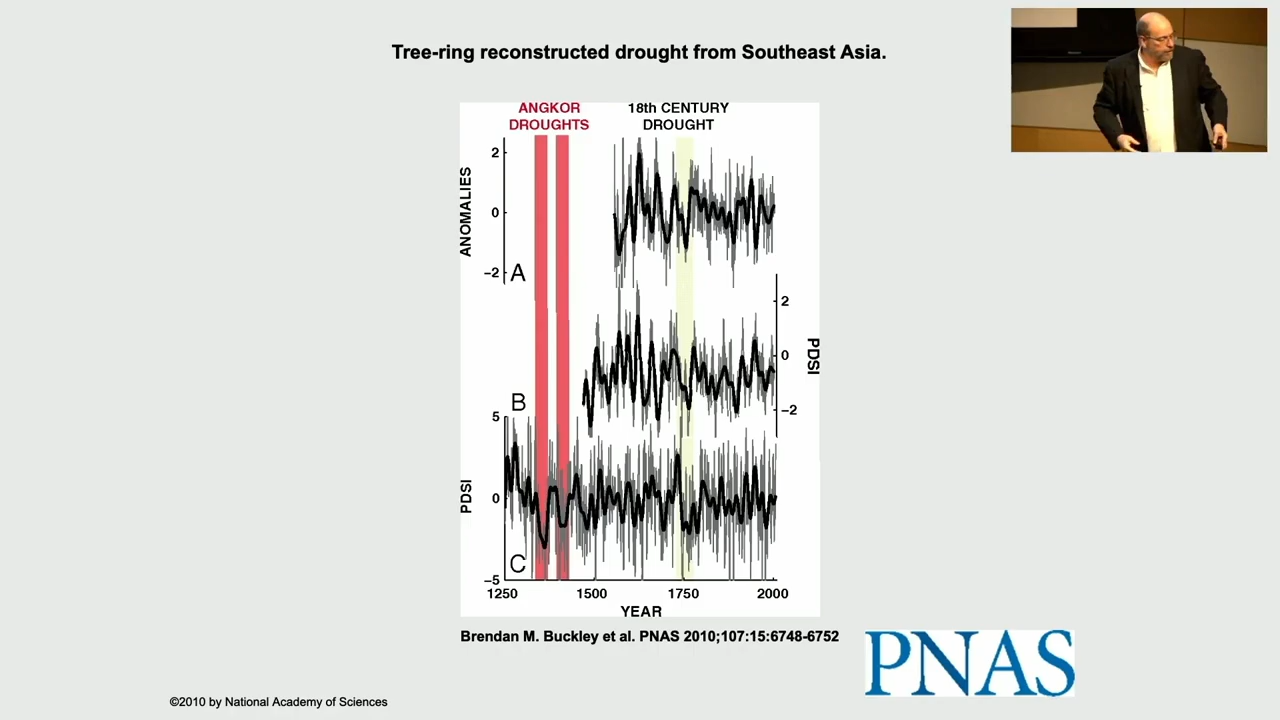 Tree-ring reconstructed drought from Southeast Asia.
ANGKOR
DROUGHTS
18th CENTURY
DROUGHT
ANOMALIES
2
0
−2
A
2
0
−2
PDSI
B
5
0
−5
PDSI
C
1250
1500
1750
2000
YEAR
Brendan M. Buckley et al. PNAS 2010;107:15:6748-6752
PNAS
©2010 by National Academy of Sciences